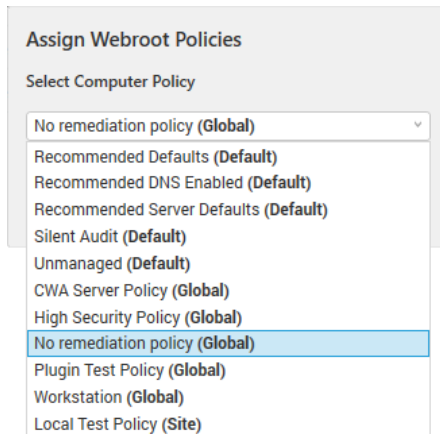 Assign Webroot Policies
Select Computer Policy
No remediation policy (Global)
Recommended Defaults (Default)
Recommended DNS Enabled (Default)
Recommended Server Defaults (Default)
Silent Audit (Default)
Unmanaged (Default)
CWA Server Policy (Global)
High Security Policy (Global)
No remediation policy (Global)
Plugin Test Policy (Global)
Workstation (Global)
Local Test Policy (Site)